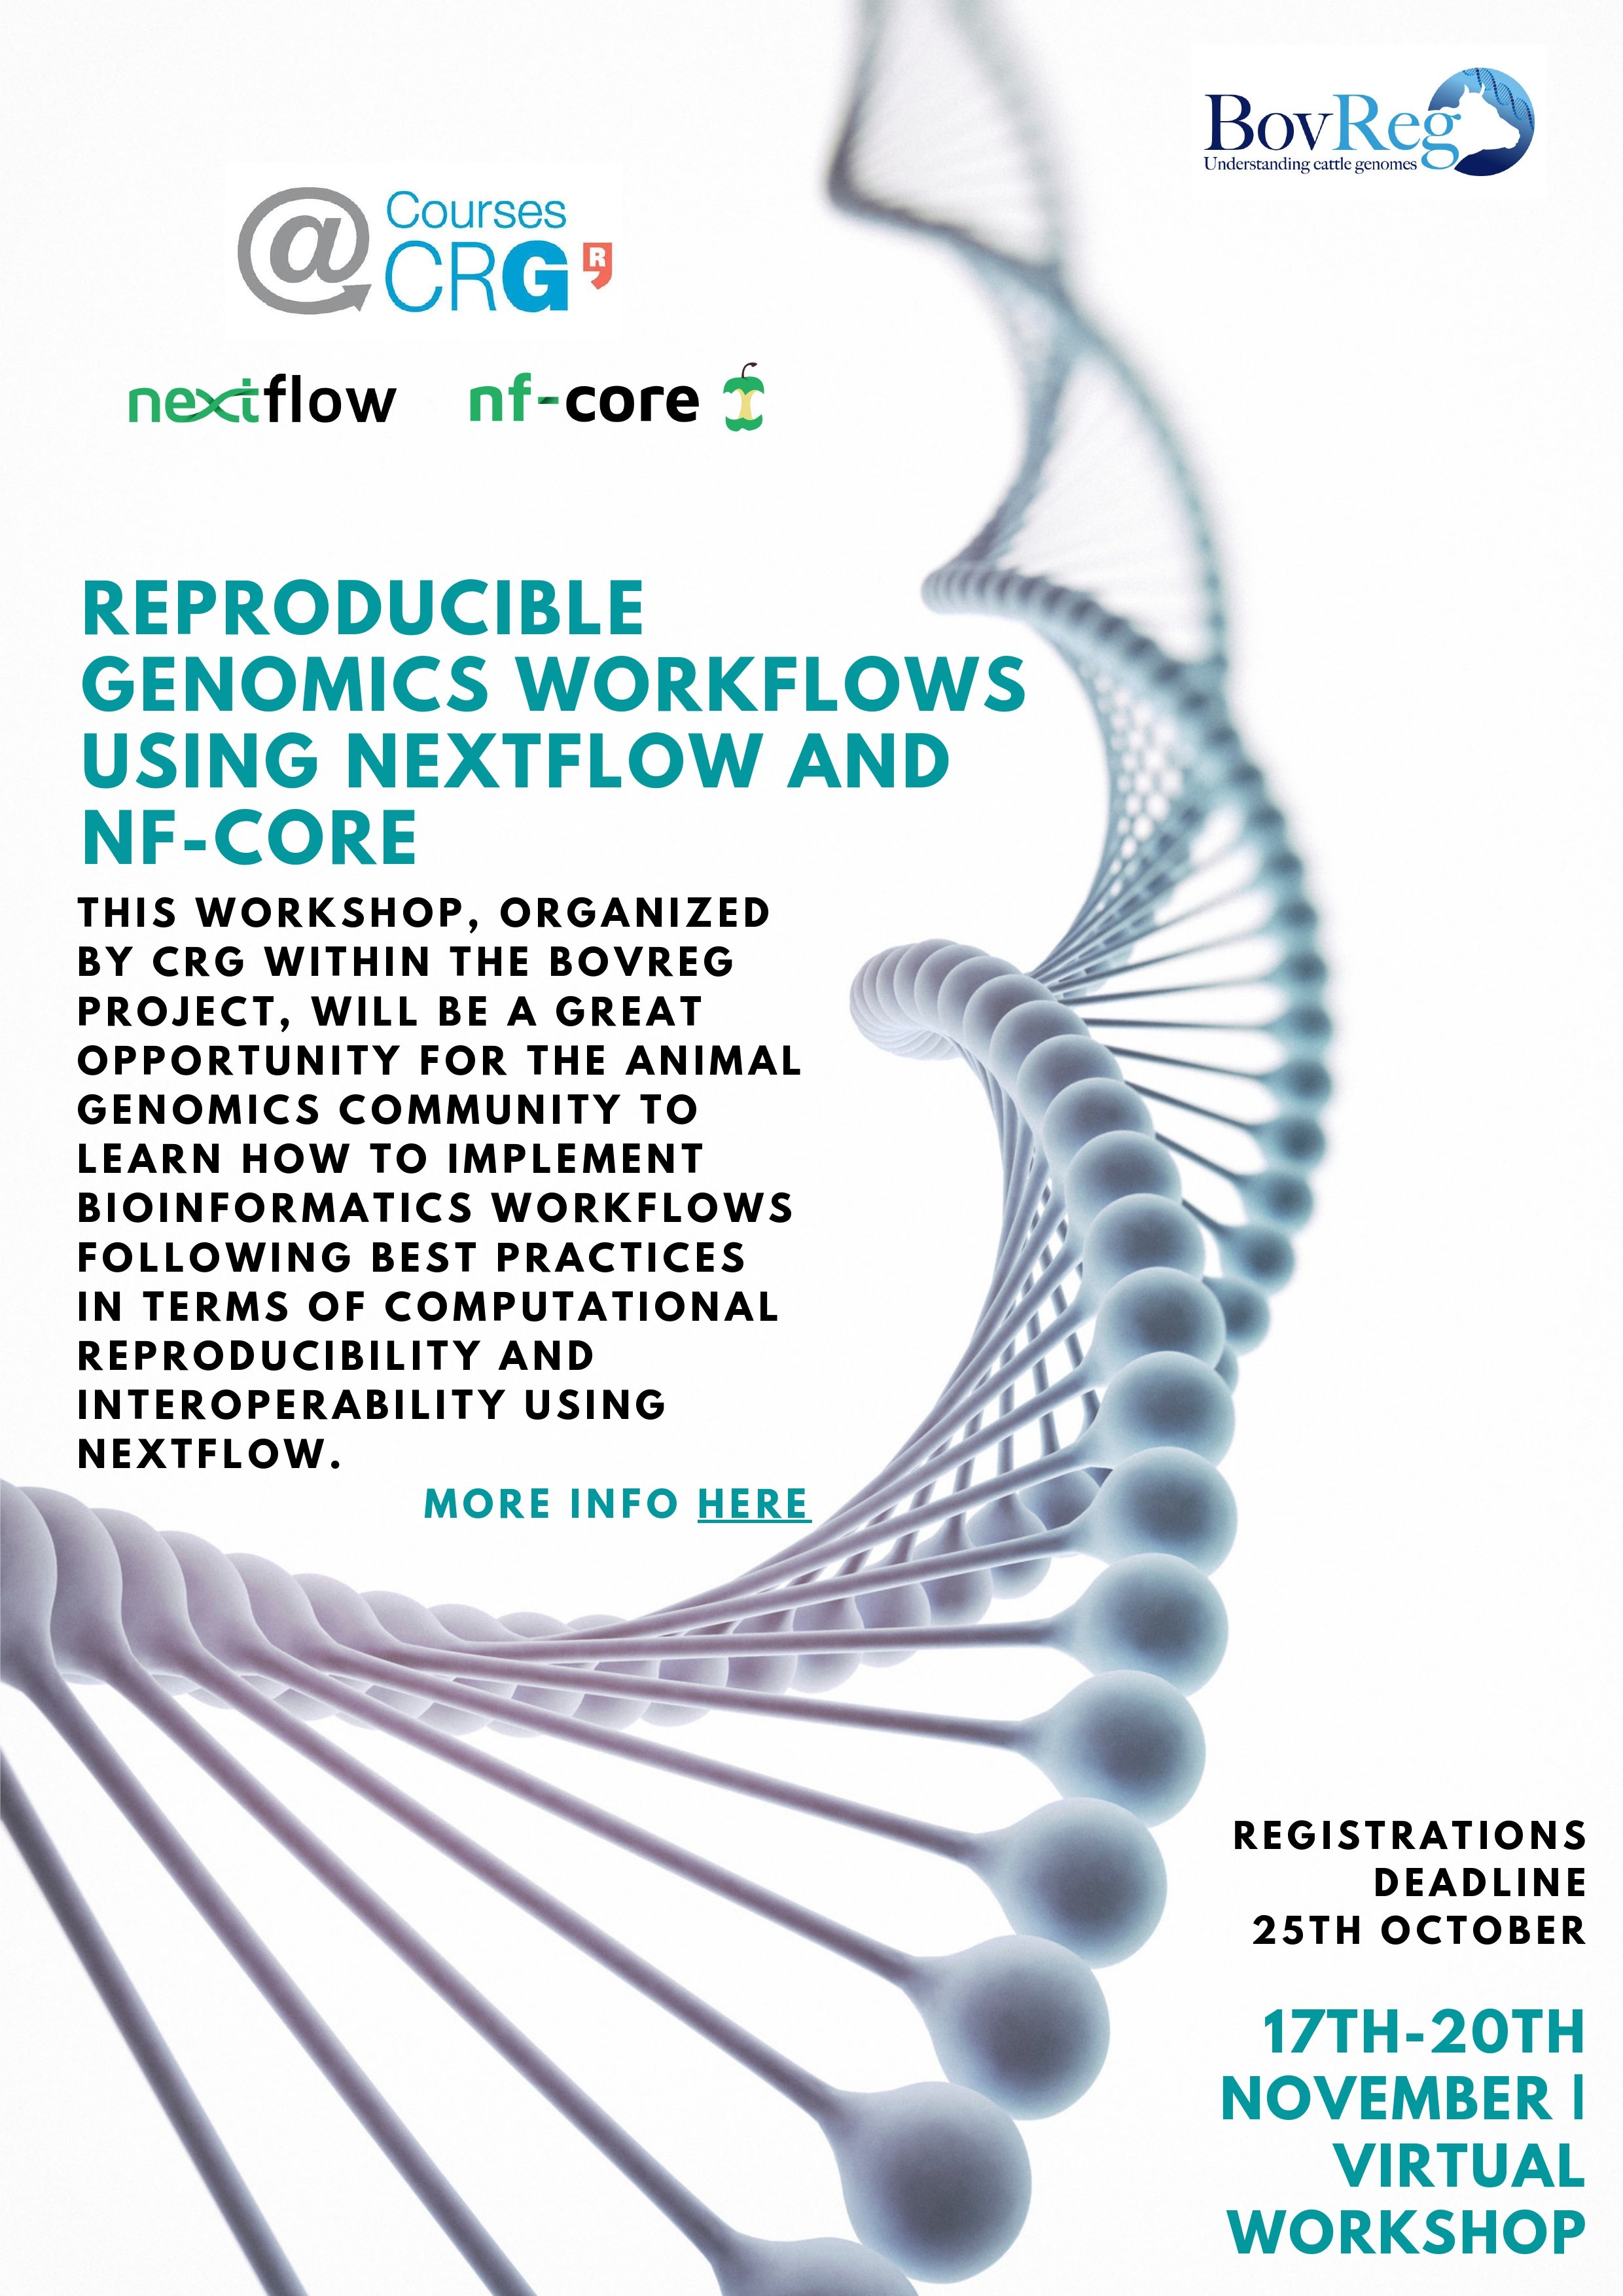 BovReg
Understanding cattle genomes
@ Courses
CRG R
nextflow nf-core
REPRODUCIBLE
GENOMICS WORKFLOWS
USING NEXTFLOW AND
NF-CORE
THIS WORKSHOP, ORGANIZED
BY CRG WITHIN THE BOVREG
PROJECT, WILL BE A GREAT
OPPORTUNITY FOR THE ANIMAL
GENOMICS COMMUNITY TO
LEARN HOW TO IMPLEMENT
BIOINFORMATICS WORKFLOWS
FOLLOWING BEST PRACTICES
IN TERMS OF COMPUTATIONAL
REPRODUCIBILITY AND
INTEROPERABILITY USING
NEXTFLOW.
MORE INFO HERE
REGISTRATIONS
DEADLINE
25TH OCTOBER
17TH-20TH
NOVEMBER |
VIRTUAL
WORKSHOP